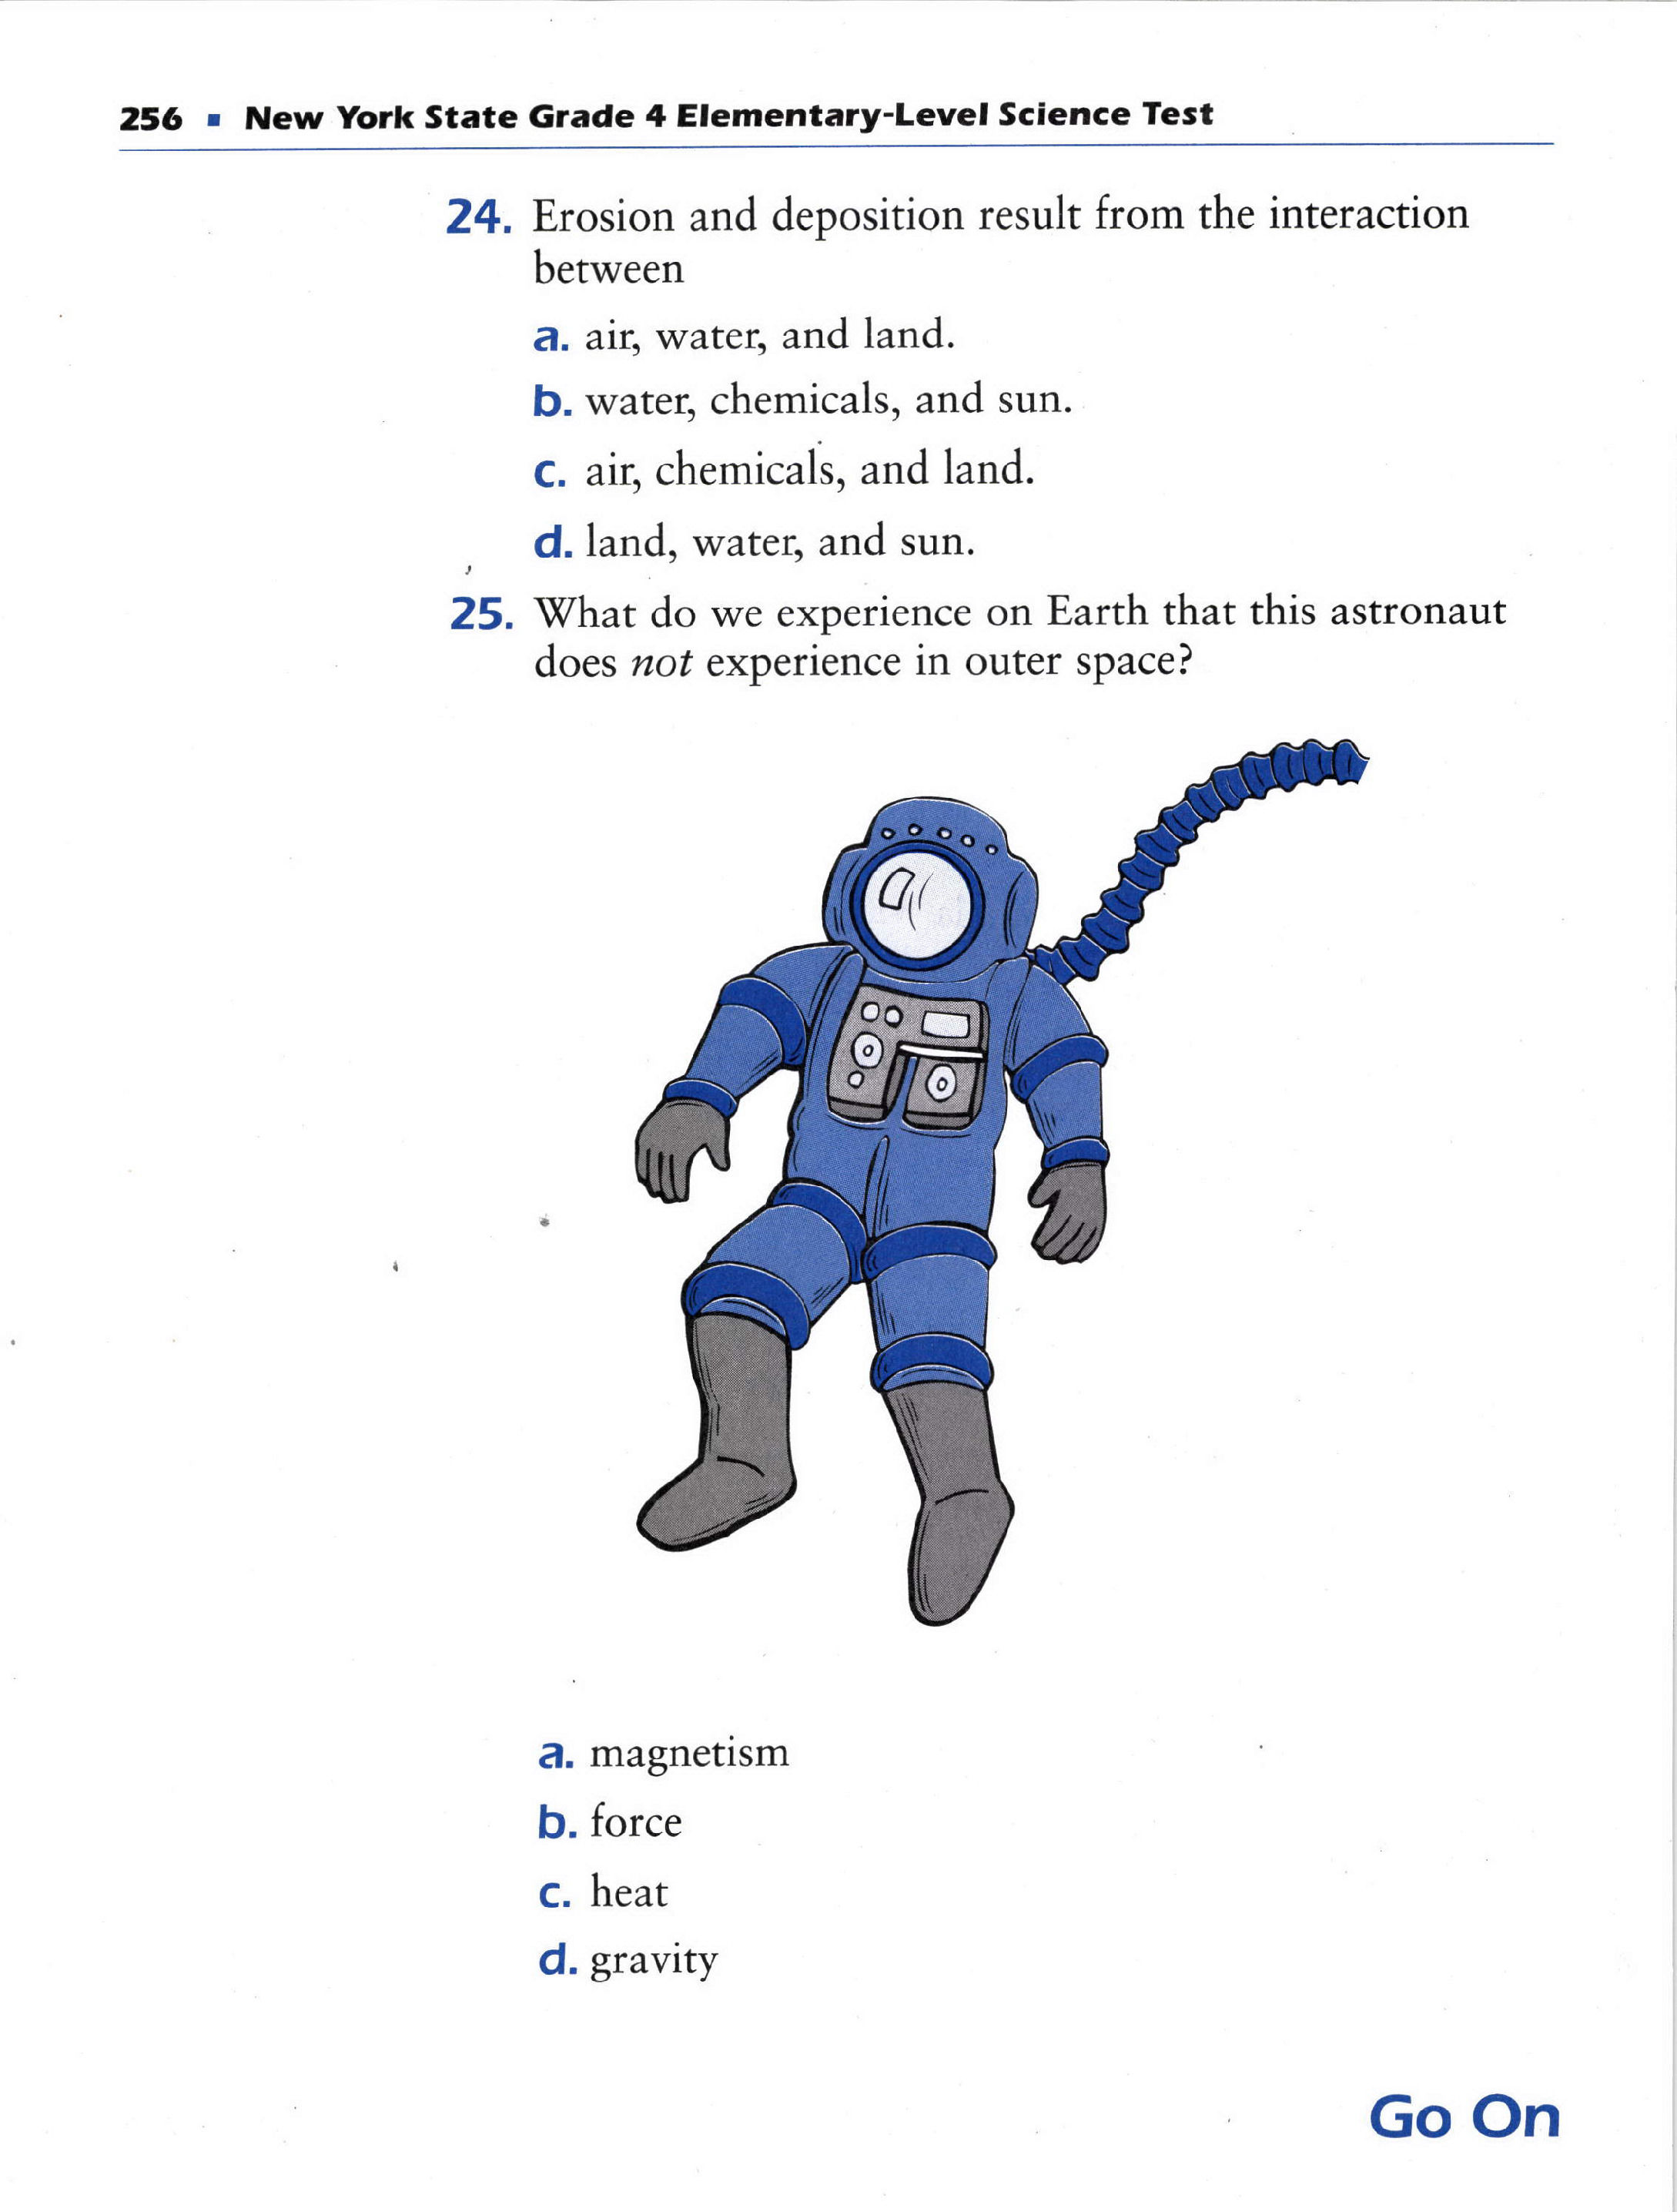 256 ▪ New York State Grade 4 Elementary-Level Science Test
24. Erosion and deposition result from the interaction
between
a. air, water, and land.
b. water, chemicals, and sun.
c. air, chemicals, and land.
d. land, water, and sun.
25. What do we experience on Earth that this astronaut
does not experience in outer space?
a. magnetism
b. force
c. heat
d. gravity
Go On